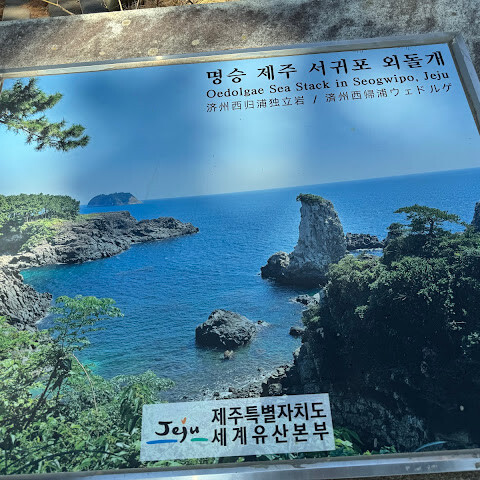 명승 제주 서귀포 외돌개
Oedolgae Sea Stack in Seogwipo, Jeju
济州西归浦独立岩 / 済州西帰浦ウェドルゲ
Jeju 제주특별자치도
세계유산본부